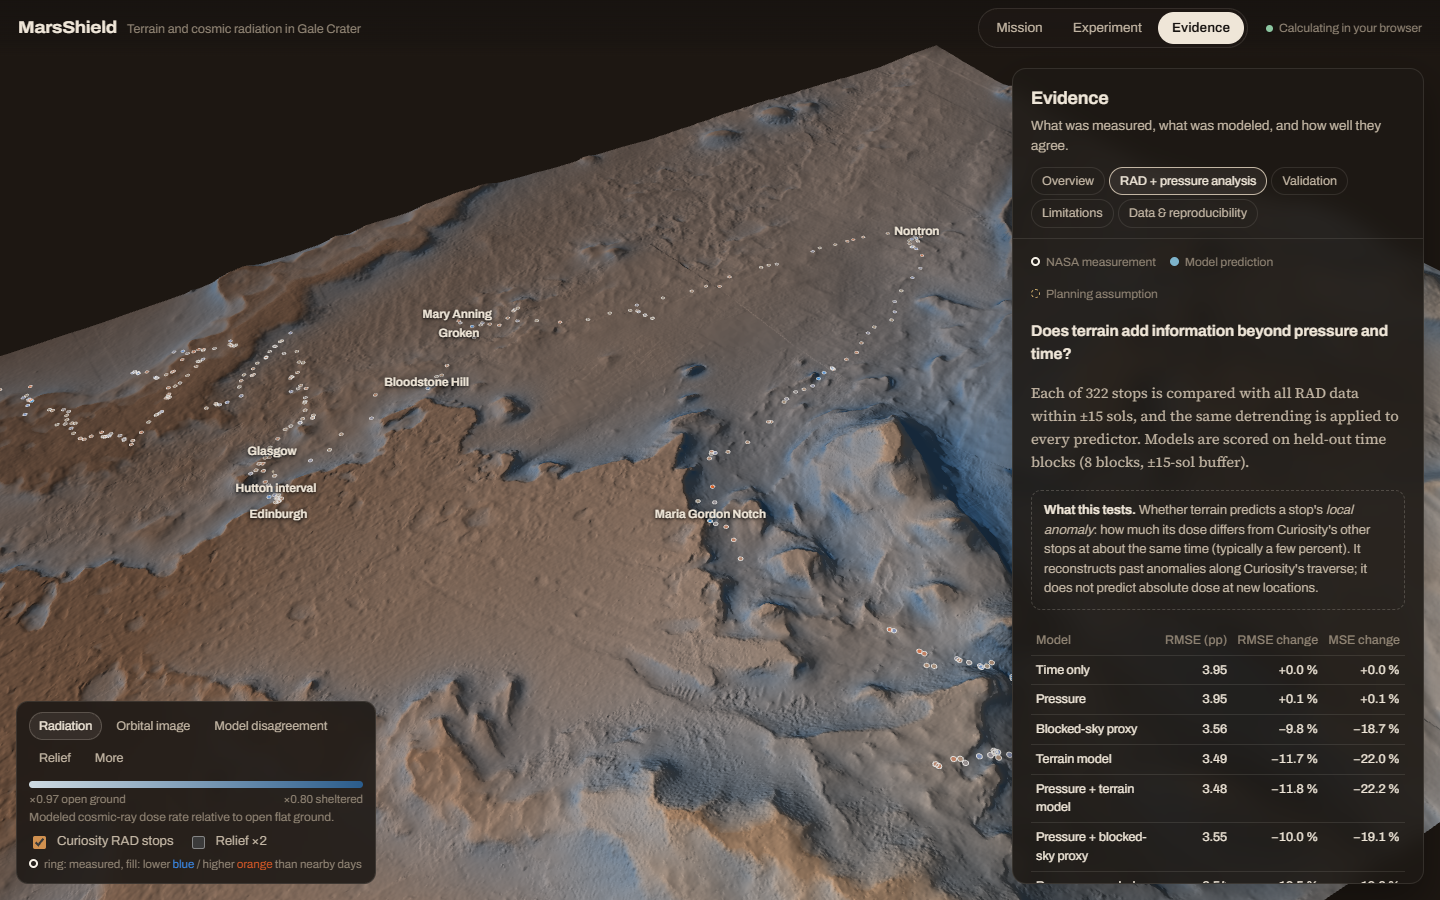 MarsShield Terrain and cosmic radiation in Gale Crater
Mission Experiment Evidence Calculating in your browser
Nontron
Mary Anning
Groken
Bloodstone Hill
Glasgow
Hutton interval
Edinburgh
Maria Gordon Notch
Radiation Orbital image Model disagreement
Relief More
×0.97 open ground ×0.80 sheltered
Modeled cosmic-ray dose rate relative to open flat ground.
Curiosity RAD stops Relief ×2
ring: measured, fill: lower blue / higher orange than nearby days
Evidence
What was measured, what was modeled, and how well they
agree.
Overview RAD + pressure analysis Validation
Limitations Data & reproducibility
NASA measurement Model prediction
Planning assumption
Does terrain add information beyond pressure and
time?
Each of 322 stops is compared with all RAD data
within ±15 sols, and the same detrending is applied to
every predictor. Models are scored on held-out time
blocks (8 blocks, ±15-sol buffer).
What this tests. Whether terrain predicts a stop's local
anomaly: how much its dose differs from Curiosity's other
stops at about the same time (typically a few percent). It
reconstructs past anomalies along Curiosity's traverse; it
does not predict absolute dose at new locations.
Model RMSE (pp) RMSE change MSE change
Time only 3.95 +0.0 % +0.0 %
Pressure 3.95 +0.1 % +0.1 %
Blocked-sky proxy 3.56 −9.8 % −18.7 %
Terrain model 3.49 −11.7 % −22.0 %
Pressure + terrain
model 3.48 −11.8 % −22.2 %
Pressure + blocked-
sky proxy 3.55 −10.0 % −19.1 %